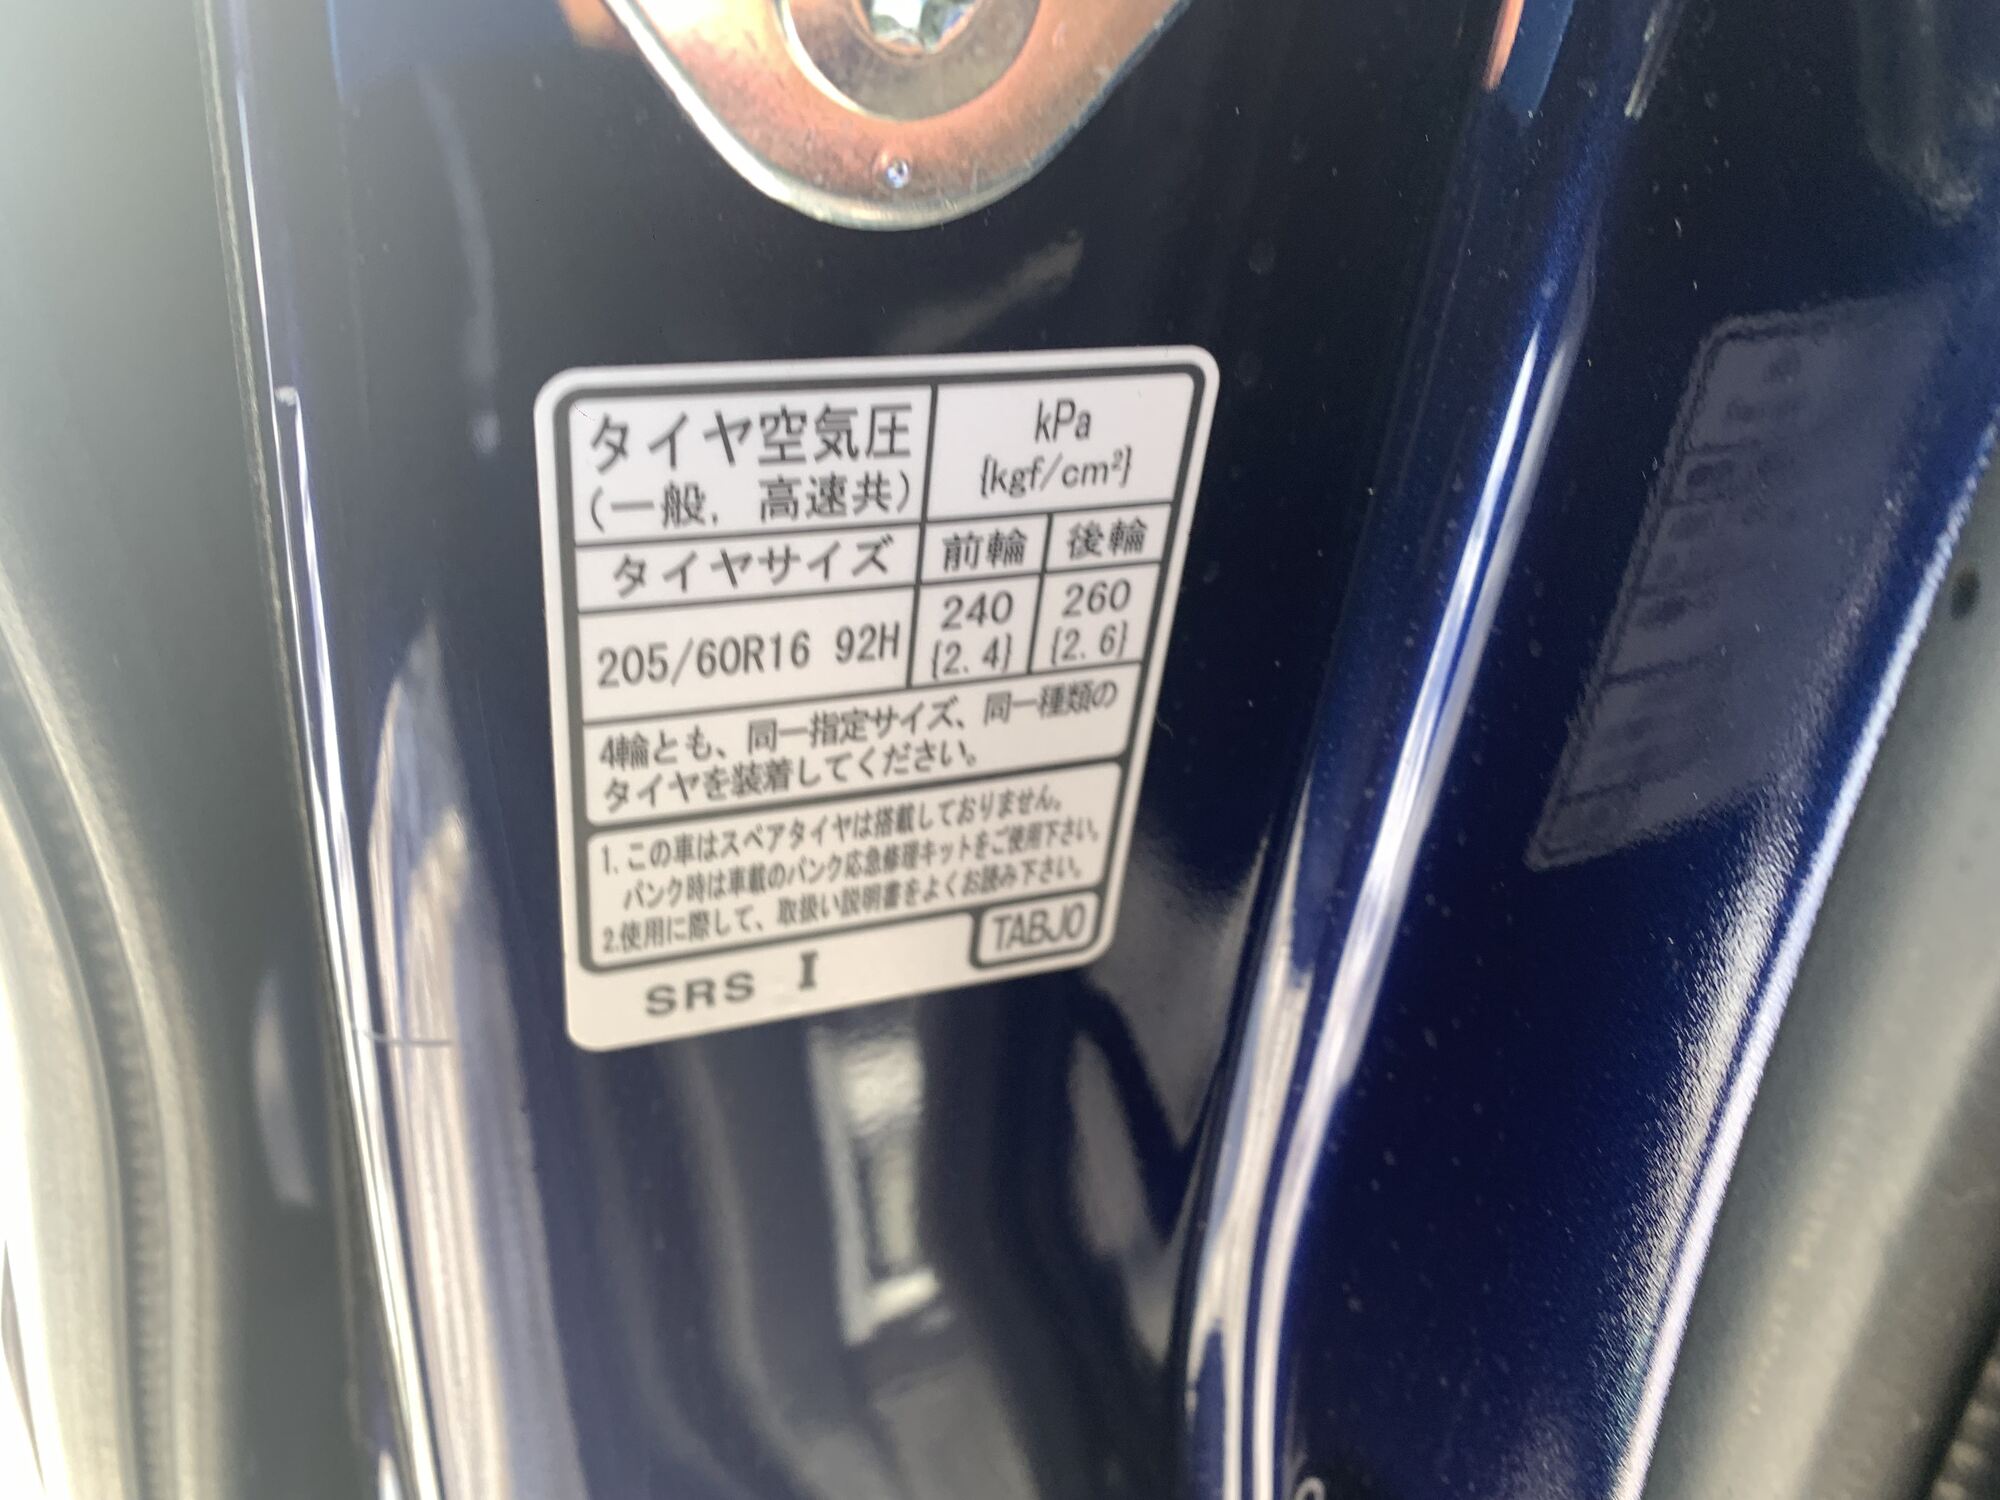 タイヤ空気圧
(一般, 高速共)
kPa
{kgf/cm²}
タイヤサイズ 前輪 後輪
205/60R16 92H 240 260
{2.4} {2.6}
4輪とも、同一指定サイズ、同一種類の
タイヤを装着してください。
1.この車はスペアタイヤは搭載しておりません。
パンク時は車載のパンク応急修理キットをご使用下さい。
2.使用に際して、取扱い説明書をよくお読み下さい。
TABJ0
SRS I